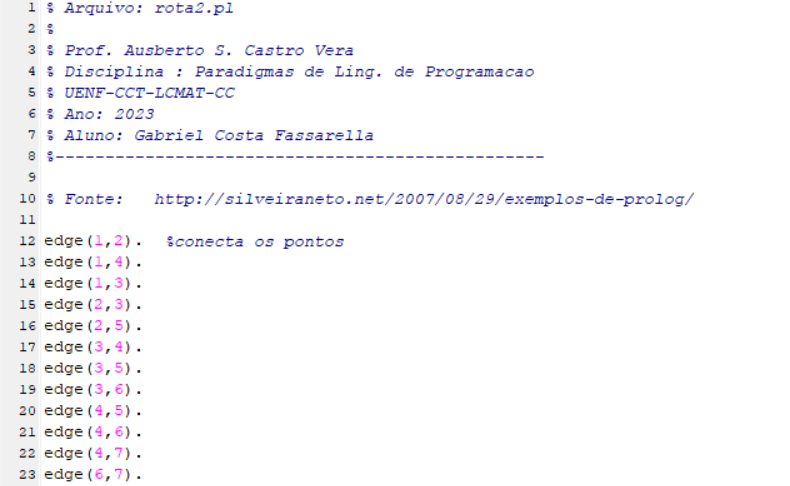 1 % Arquivo: rota2.pl
2 %
3 % Prof. Ausberto S. Castro Vera
4 % Disciplina : Paradigmas de Ling. de Programacao
5 % UENF-CCT-LCMAT-CC
6 % Ano: 2023
7 % Aluno: Gabriel Costa Fassarella
8 %-------------------------------------------------
9
10 % Fonte:   http://silveiraneto.net/2007/08/29/exemplos-de-prolog/
11
12 edge(1,2).  %conecta os pontos
13 edge(1,4).
14 edge(1,3).
15 edge(2,3).
16 edge(2,5).
17 edge(3,4).
18 edge(3,5).
19 edge(3,6).
20 edge(4,5).
21 edge(4,6).
22 edge(4,7).
23 edge(6,7).